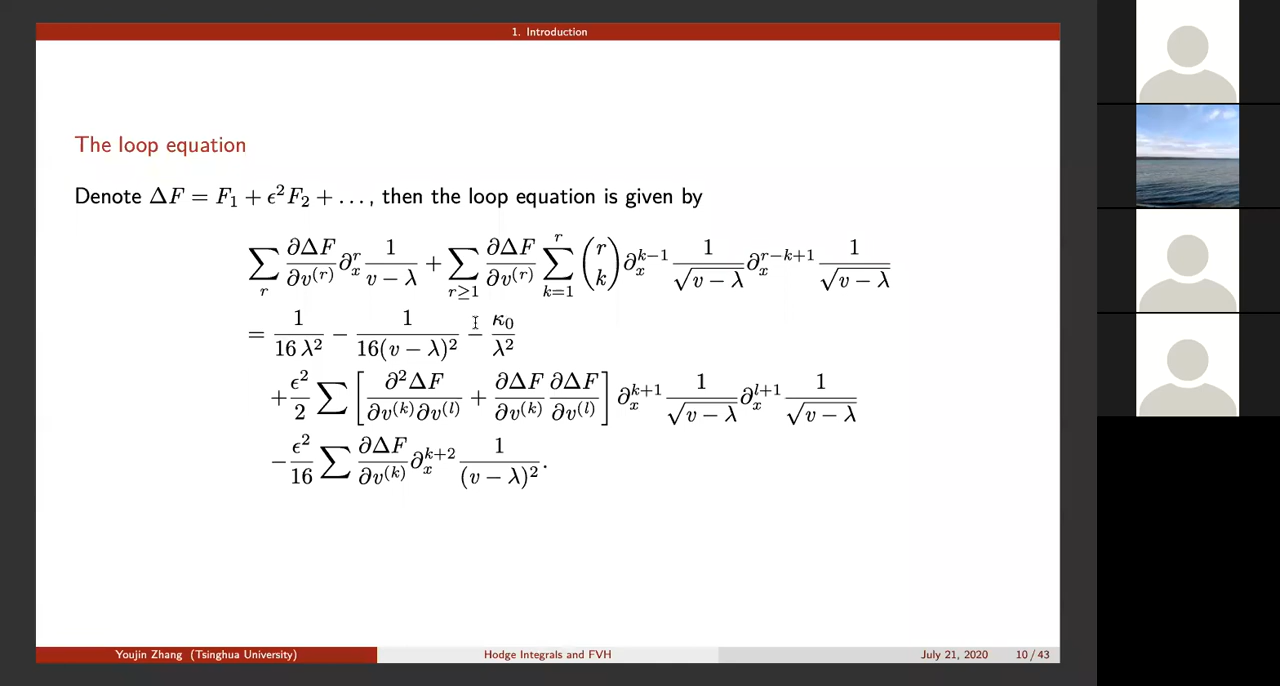 1. Introduction
The loop equation
Denote $\Delta F = F_1 + \epsilon^2 F_2 + \dots$, then the loop equation is given by
$\sum_r \frac{\partial \Delta F}{\partial v^{(r)}} \partial_x^r \frac{1}{v - \lambda} + \sum_{r \geq 1} \frac{\partial \Delta F}{\partial v^{(r)}} \sum_{k=1}^r \binom{r}{k} \partial_x^{k-1} \frac{1}{\sqrt{v - \lambda}} \partial_x^{r-k+1} \frac{1}{\sqrt{v - \lambda}}$
$= \frac{1}{16 \lambda^2} - \frac{1}{16(v - \lambda)^2} - \frac{\kappa_0}{\lambda^2}$
$+ \frac{\epsilon^2}{2} \sum \left[ \frac{\partial^2 \Delta F}{\partial v^{(k)} \partial v^{(l)}} + \frac{\partial \Delta F}{\partial v^{(k)}} \frac{\partial \Delta F}{\partial v^{(l)}} \right] \partial_x^{k+1} \frac{1}{\sqrt{v - \lambda}} \partial_x^{l+1} \frac{1}{\sqrt{v - \lambda}}$
$- \frac{\epsilon^2}{16} \sum \frac{\partial \Delta F}{\partial v^{(k)}} \partial_x^{k+2} \frac{1}{(v - \lambda)^2}.$
Youjin Zhang (Tsinghua University) Hodge Integrals and FVH July 21, 2020 10 / 43